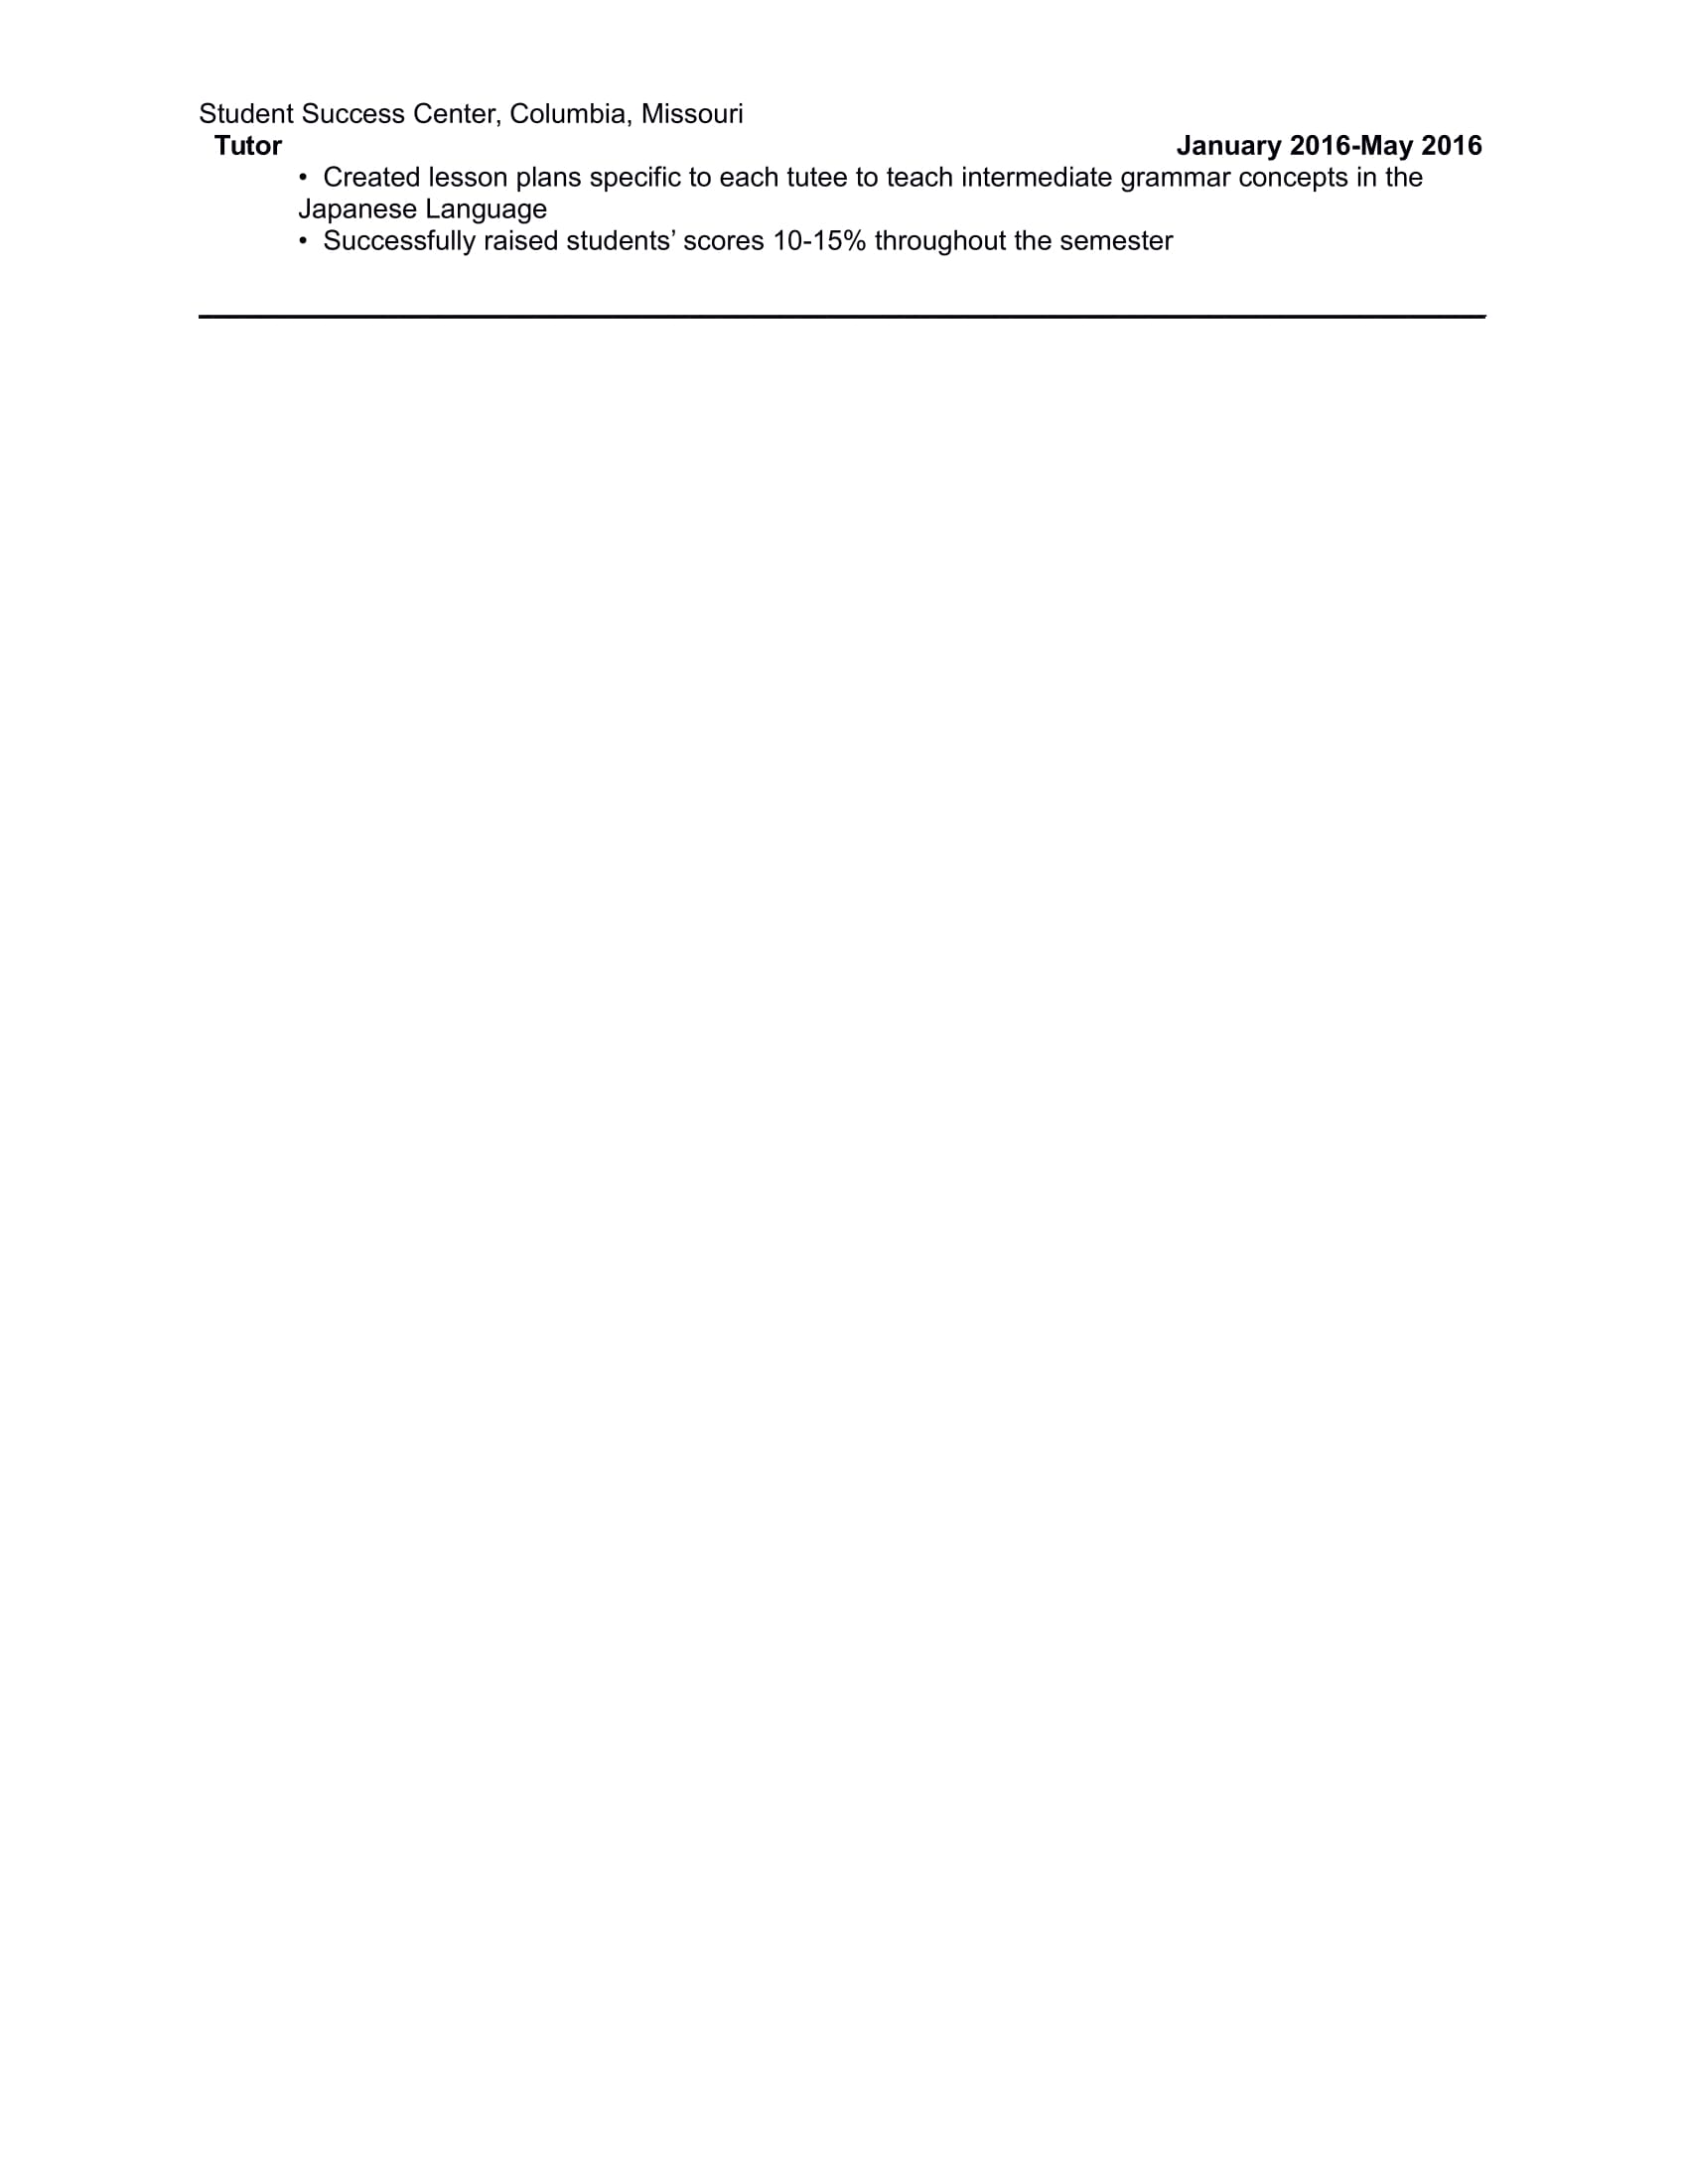 Student Success Center, Columbia, Missouri
Tutor January 2016-May 2016
• Created lesson plans specific to each tutee to teach intermediate grammar concepts in the
Japanese Language
• Successfully raised students’ scores 10-15% throughout the semester